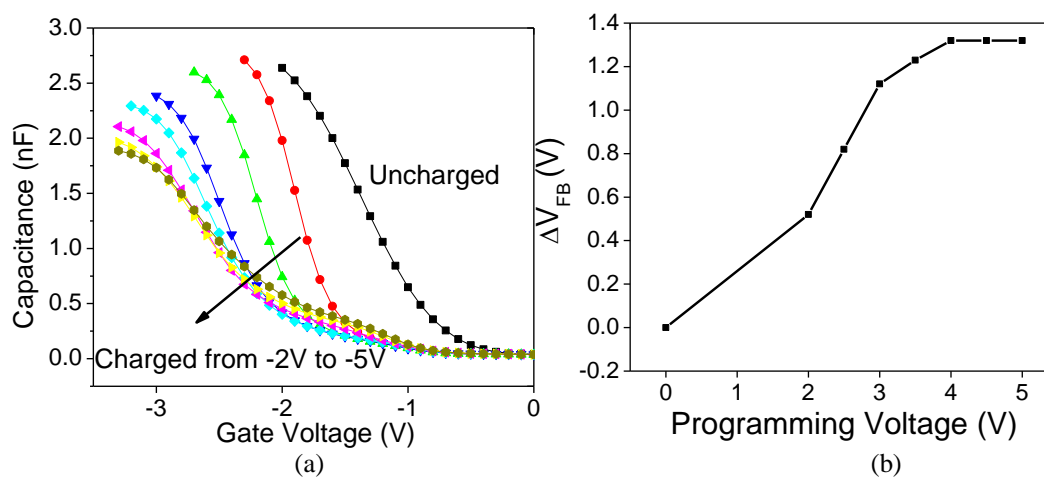 3.0
2.5
2.0
1.5
1.0
0.5
0.0
Capacitance (nF)
Uncharged
Charged from -2V to -5V
-3 -2 -1 0
Gate Voltage (V)
(a)
1.4
1.2
1.0
0.8
0.6
0.4
0.2
0.0
-0.2
ΔV_FB (V)
0 1 2 3 4 5
Programming Voltage (V)
(b)